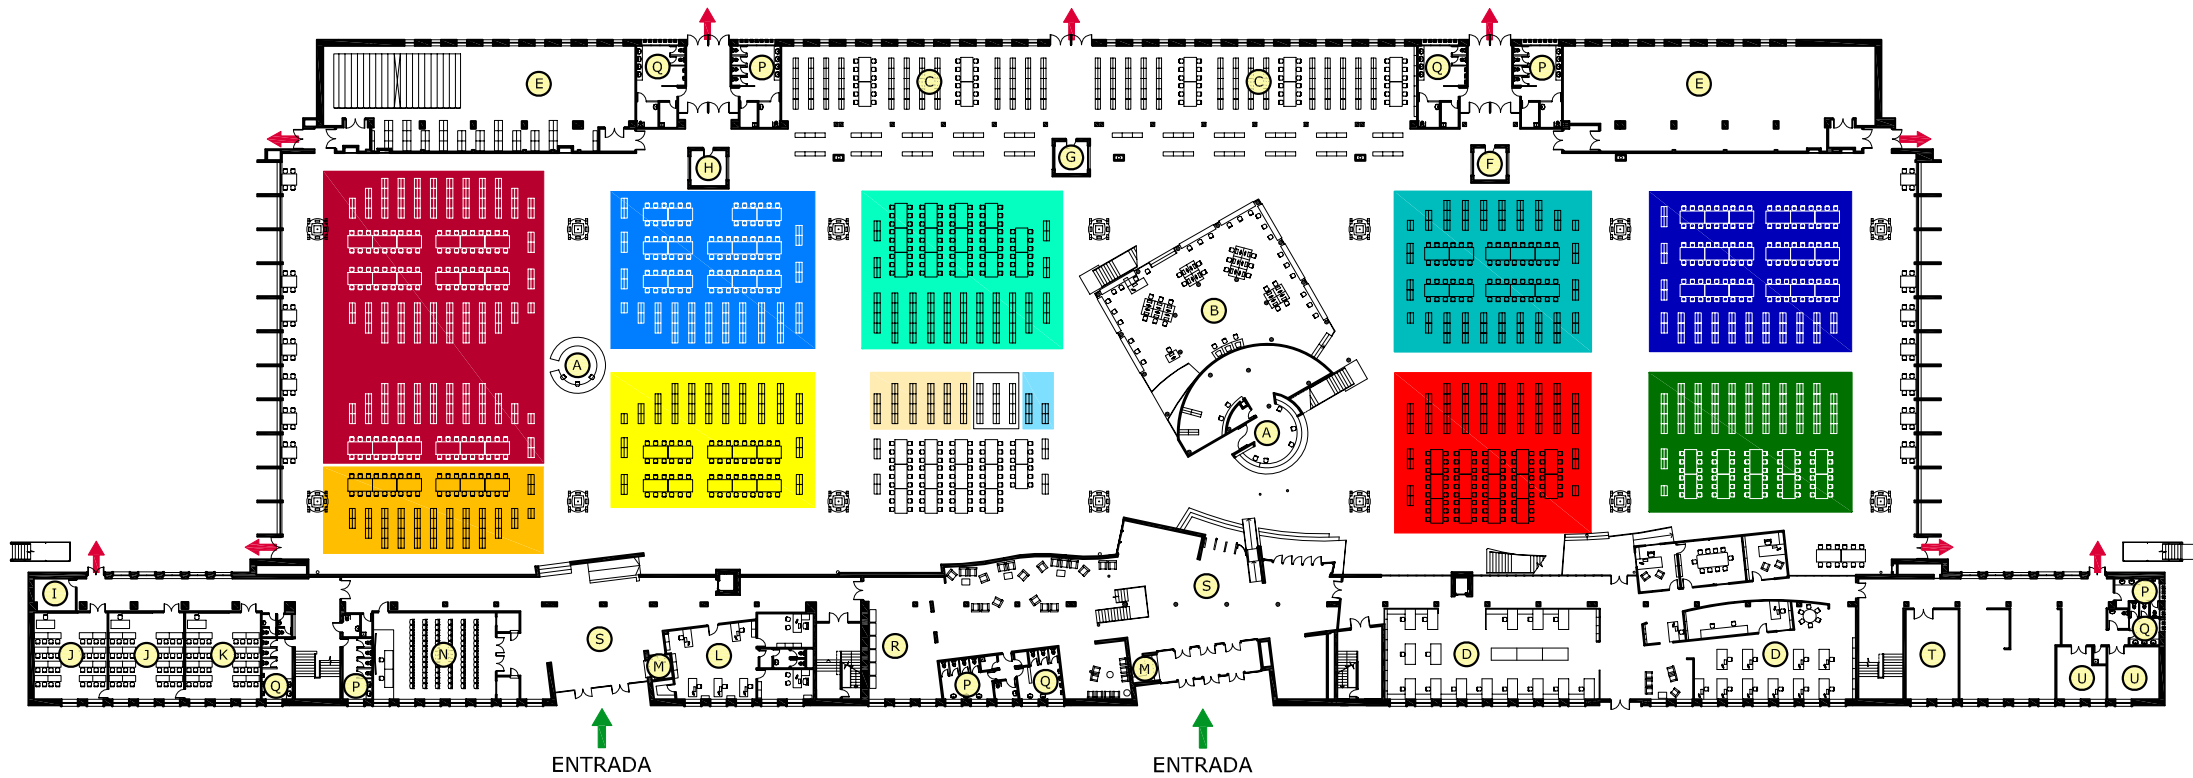 E Q P C C Q P E
H G F
B
A
A
I P
J J K N S M L R S D D T Q
M
Q P P Q U U
ENTRADA ENTRADA